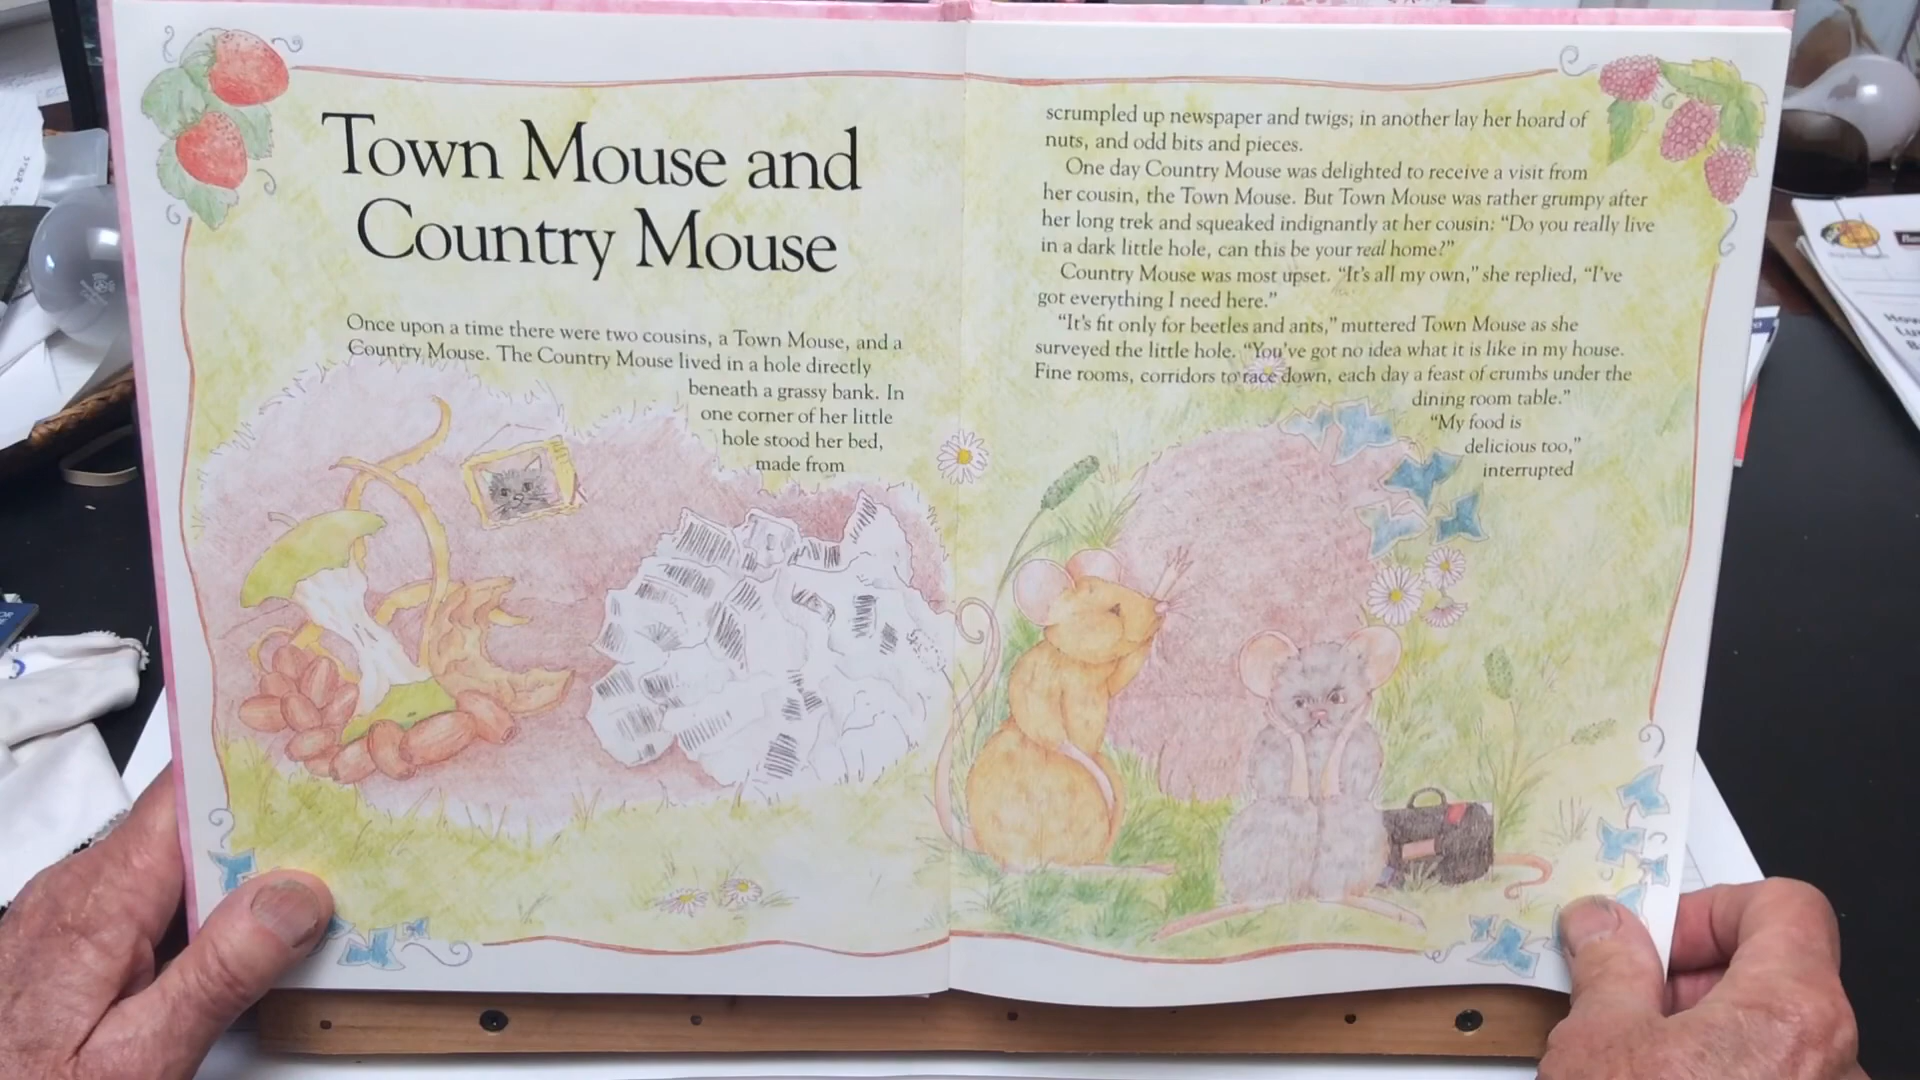 Town Mouse and
Country Mouse
Once upon a time there were two cousins, a Town Mouse, and a
Country Mouse. The Country Mouse lived in a hole directly
beneath a grassy bank. In
one corner of her little
hole stood her bed,
made from
scrumpled up newspaper and twigs; in another lay her hoard of
nuts, and odd bits and pieces.
One day Country Mouse was delighted to receive a visit from
her cousin, the Town Mouse. But Town Mouse was rather grumpy after
her long trek and squeaked indignantly at her cousin: “Do you really live
in a dark little hole, can this be your real home?”
Country Mouse was most upset. “It’s all my own,” she replied, “I’ve
got everything I need here.”
“It’s fit only for beetles and ants,” muttered Town Mouse as she
surveyed the little hole. “You’ve got no idea what it is like in my house.
Fine rooms, corridors to race down, each day a feast of crumbs under the
dining room table.”
“My food is
delicious too,”
interrupted